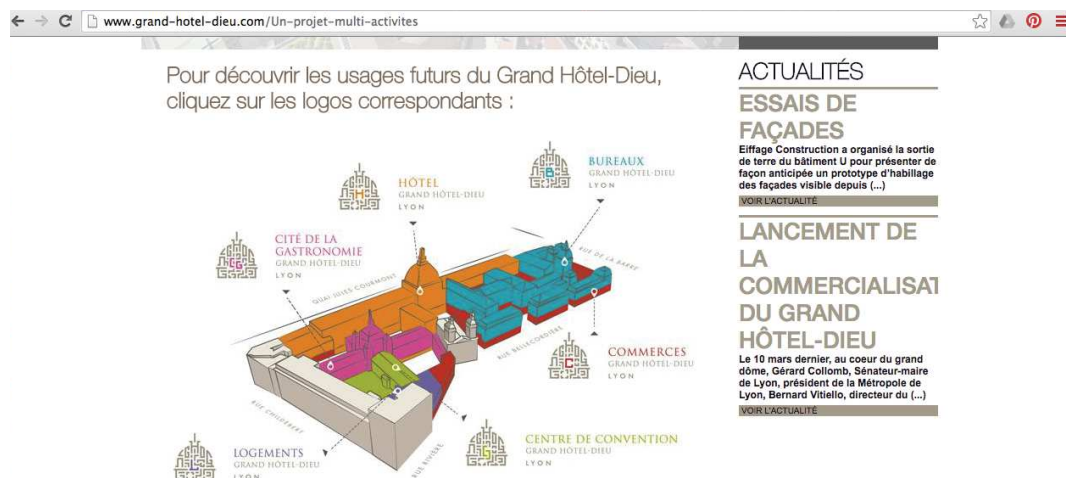 www.grand-hotel-dieu.com/Un-projet-multi-activites
Pour découvrir les usages futurs du Grand Hôtel-Dieu,
cliquez sur les logos correspondants :
HÔTEL
GRAND HÔTEL-DIEU
LYON
BUREAUX
GRAND HÔTEL-DIEU
LYON
CITÉ DE LA
GASTRONOMIE
GRAND HÔTEL-DIEU
LYON
QUAI JULES COURMONT
RUE DE LA BARRE
RUE BELLECORDIÈRE
COMMERCES
GRAND HÔTEL-DIEU
LYON
RUE CHILDEBERT
RUE RIVIÈRE
LOGEMENTS
GRAND HÔTEL-DIEU
LYON
CENTRE DE CONVENTION
GRAND HÔTEL-DIEU
LYON
ACTUALITÉS
ESSAIS DE
FAÇADES
Eiffage Construction a organisé la sortie
de terre du bâtiment U pour présenter de
façon anticipée un prototype d'habillage
des façades visible depuis (...)
VOIR L'ACTUALITÉ
LANCEMENT DE
LA
COMMERCIALISAT
DU GRAND
HÔTEL-DIEU
Le 10 mars dernier, au coeur du grand
dôme, Gérard Collomb, Sénateur-maire
de Lyon, président de la Métropole de
Lyon, Bernard Vitiello, directeur du (...)
VOIR L'ACTUALITÉ